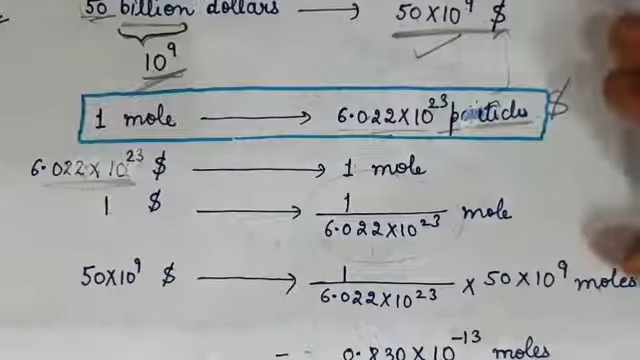 50 billion dollars ⟶ 50×10⁹ $
10⁹
1 mole ⟶ 6.022×10²³ particles $
6.022×10²³ $ ⟶ 1 mole
1 $ ⟶ 1/6.022×10²³ mole
50×10⁹ $ ⟶ 1/6.022×10²³ × 50×10⁹ moles
= 0.830×10⁻¹³ moles